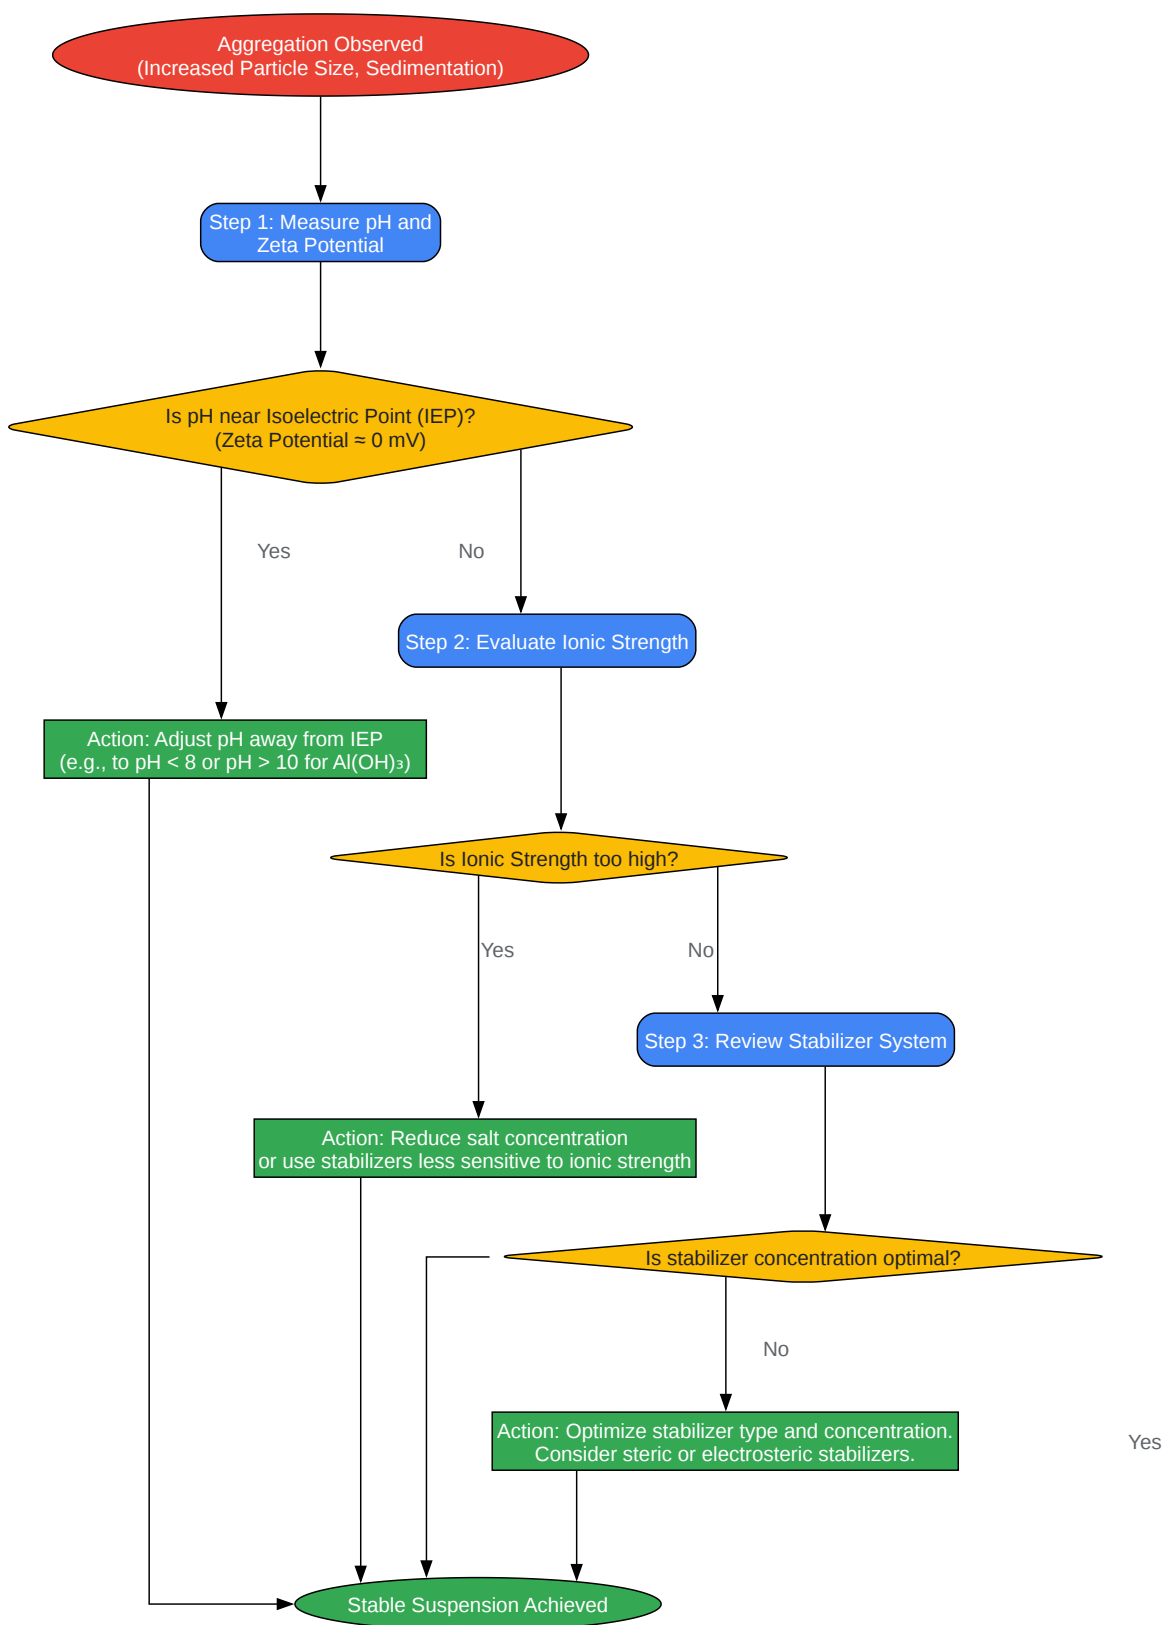 Aggregation Observed
(Increased Particle Size, Sedimentation)
Step 1: Measure pH and
Zeta Potential
Is pH near Isoelectric Point (IEP)?
(Zeta Potential ≈ 0 mV)
Yes
No
Step 2: Evaluate Ionic Strength
Action: Adjust pH away from IEP
(e.g., to pH < 8 or pH > 10 for Al(OH)₃)
Is Ionic Strength too high?
Yes
No
Step 3: Review Stabilizer System
Action: Reduce salt concentration
or use stabilizers less sensitive to ionic strength
Is stabilizer concentration optimal?
No
Action: Optimize stabilizer type and concentration.
Consider steric or electrosteric stabilizers.
Yes
Stable Suspension Achieved